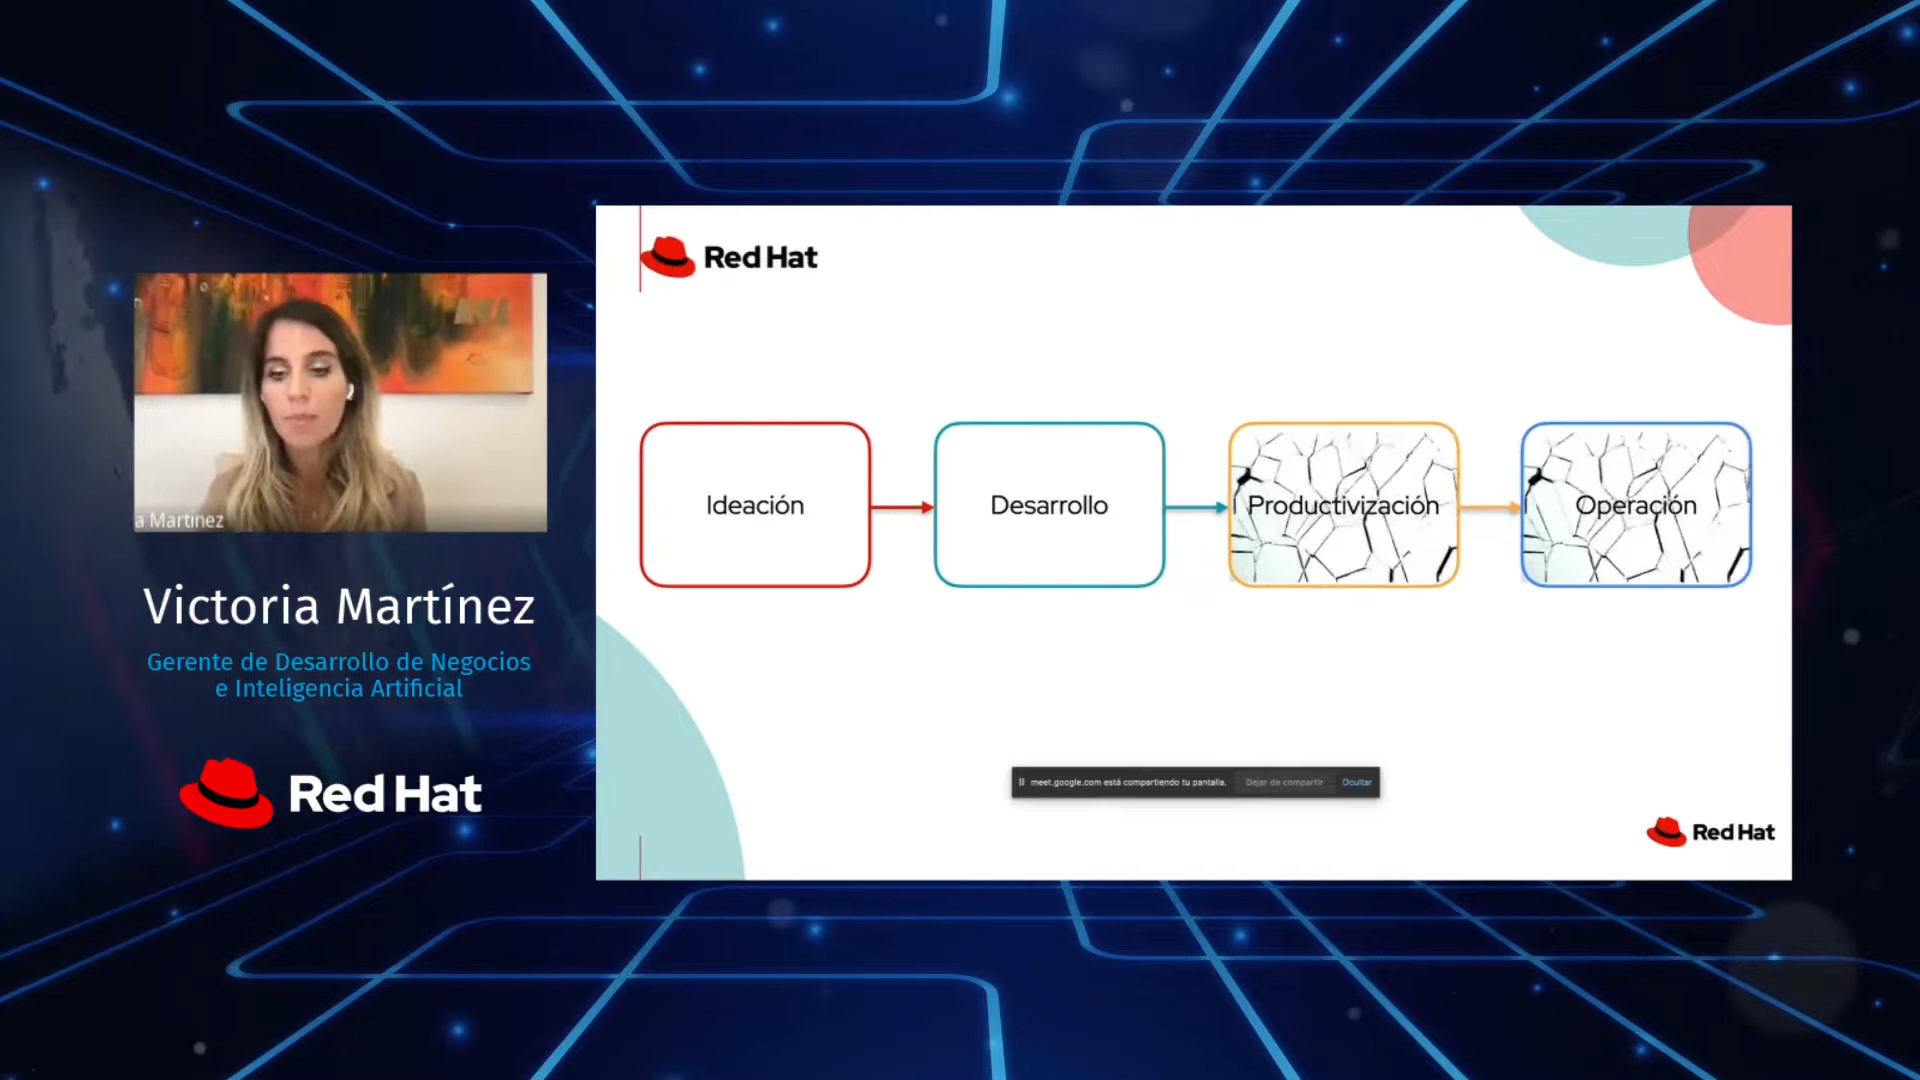 a Martinez
Victoria Martínez
Gerente de Desarrollo de Negocios
e Inteligencia Artificial
Red Hat
Red Hat
Ideación
Desarrollo
Productivización
Operación
meet.google.com está compartiendo tu pantalla.
Dejar de compartir
Ocultar
Red Hat